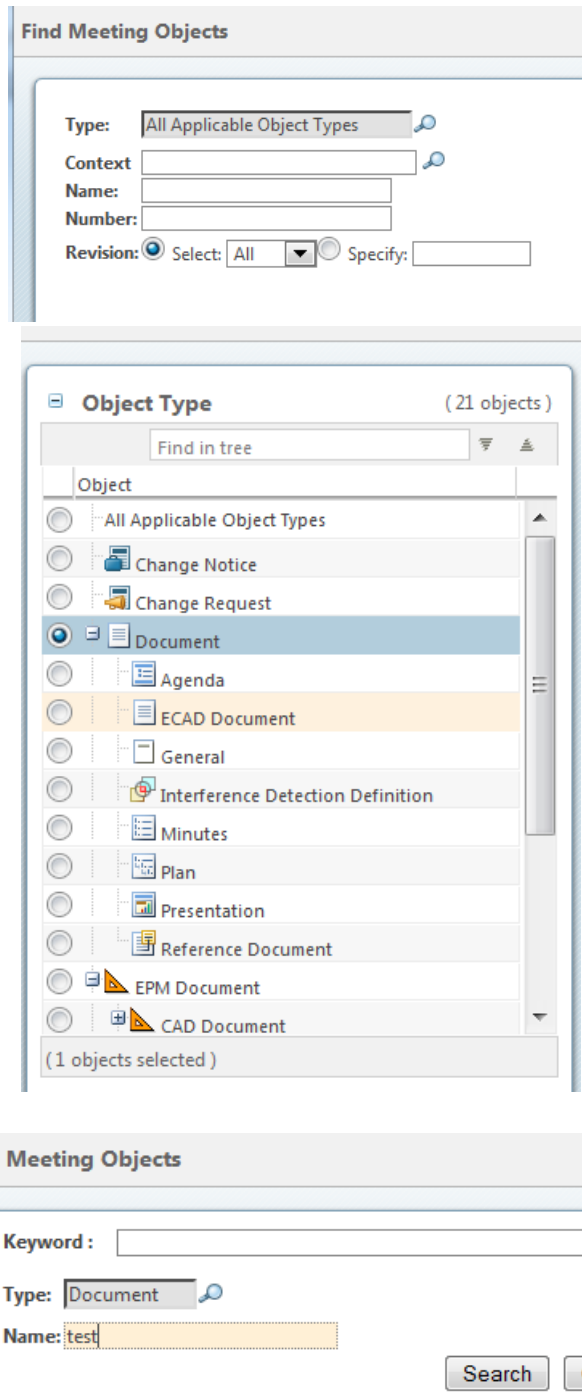 Find Meeting Objects
Type: All Applicable Object Types
Context
Name:
Number:
Revision: Select: All Specify:
Object Type ( 21 objects )
Find in tree
Object
All Applicable Object Types
Change Notice
Change Request
Document
Agenda
ECAD Document
General
Interference Detection Definition
Minutes
Plan
Presentation
Reference Document
EPM Document
CAD Document
( 1 objects selected )
Meeting Objects
Keyword :
Type: Document
Name: test
Search